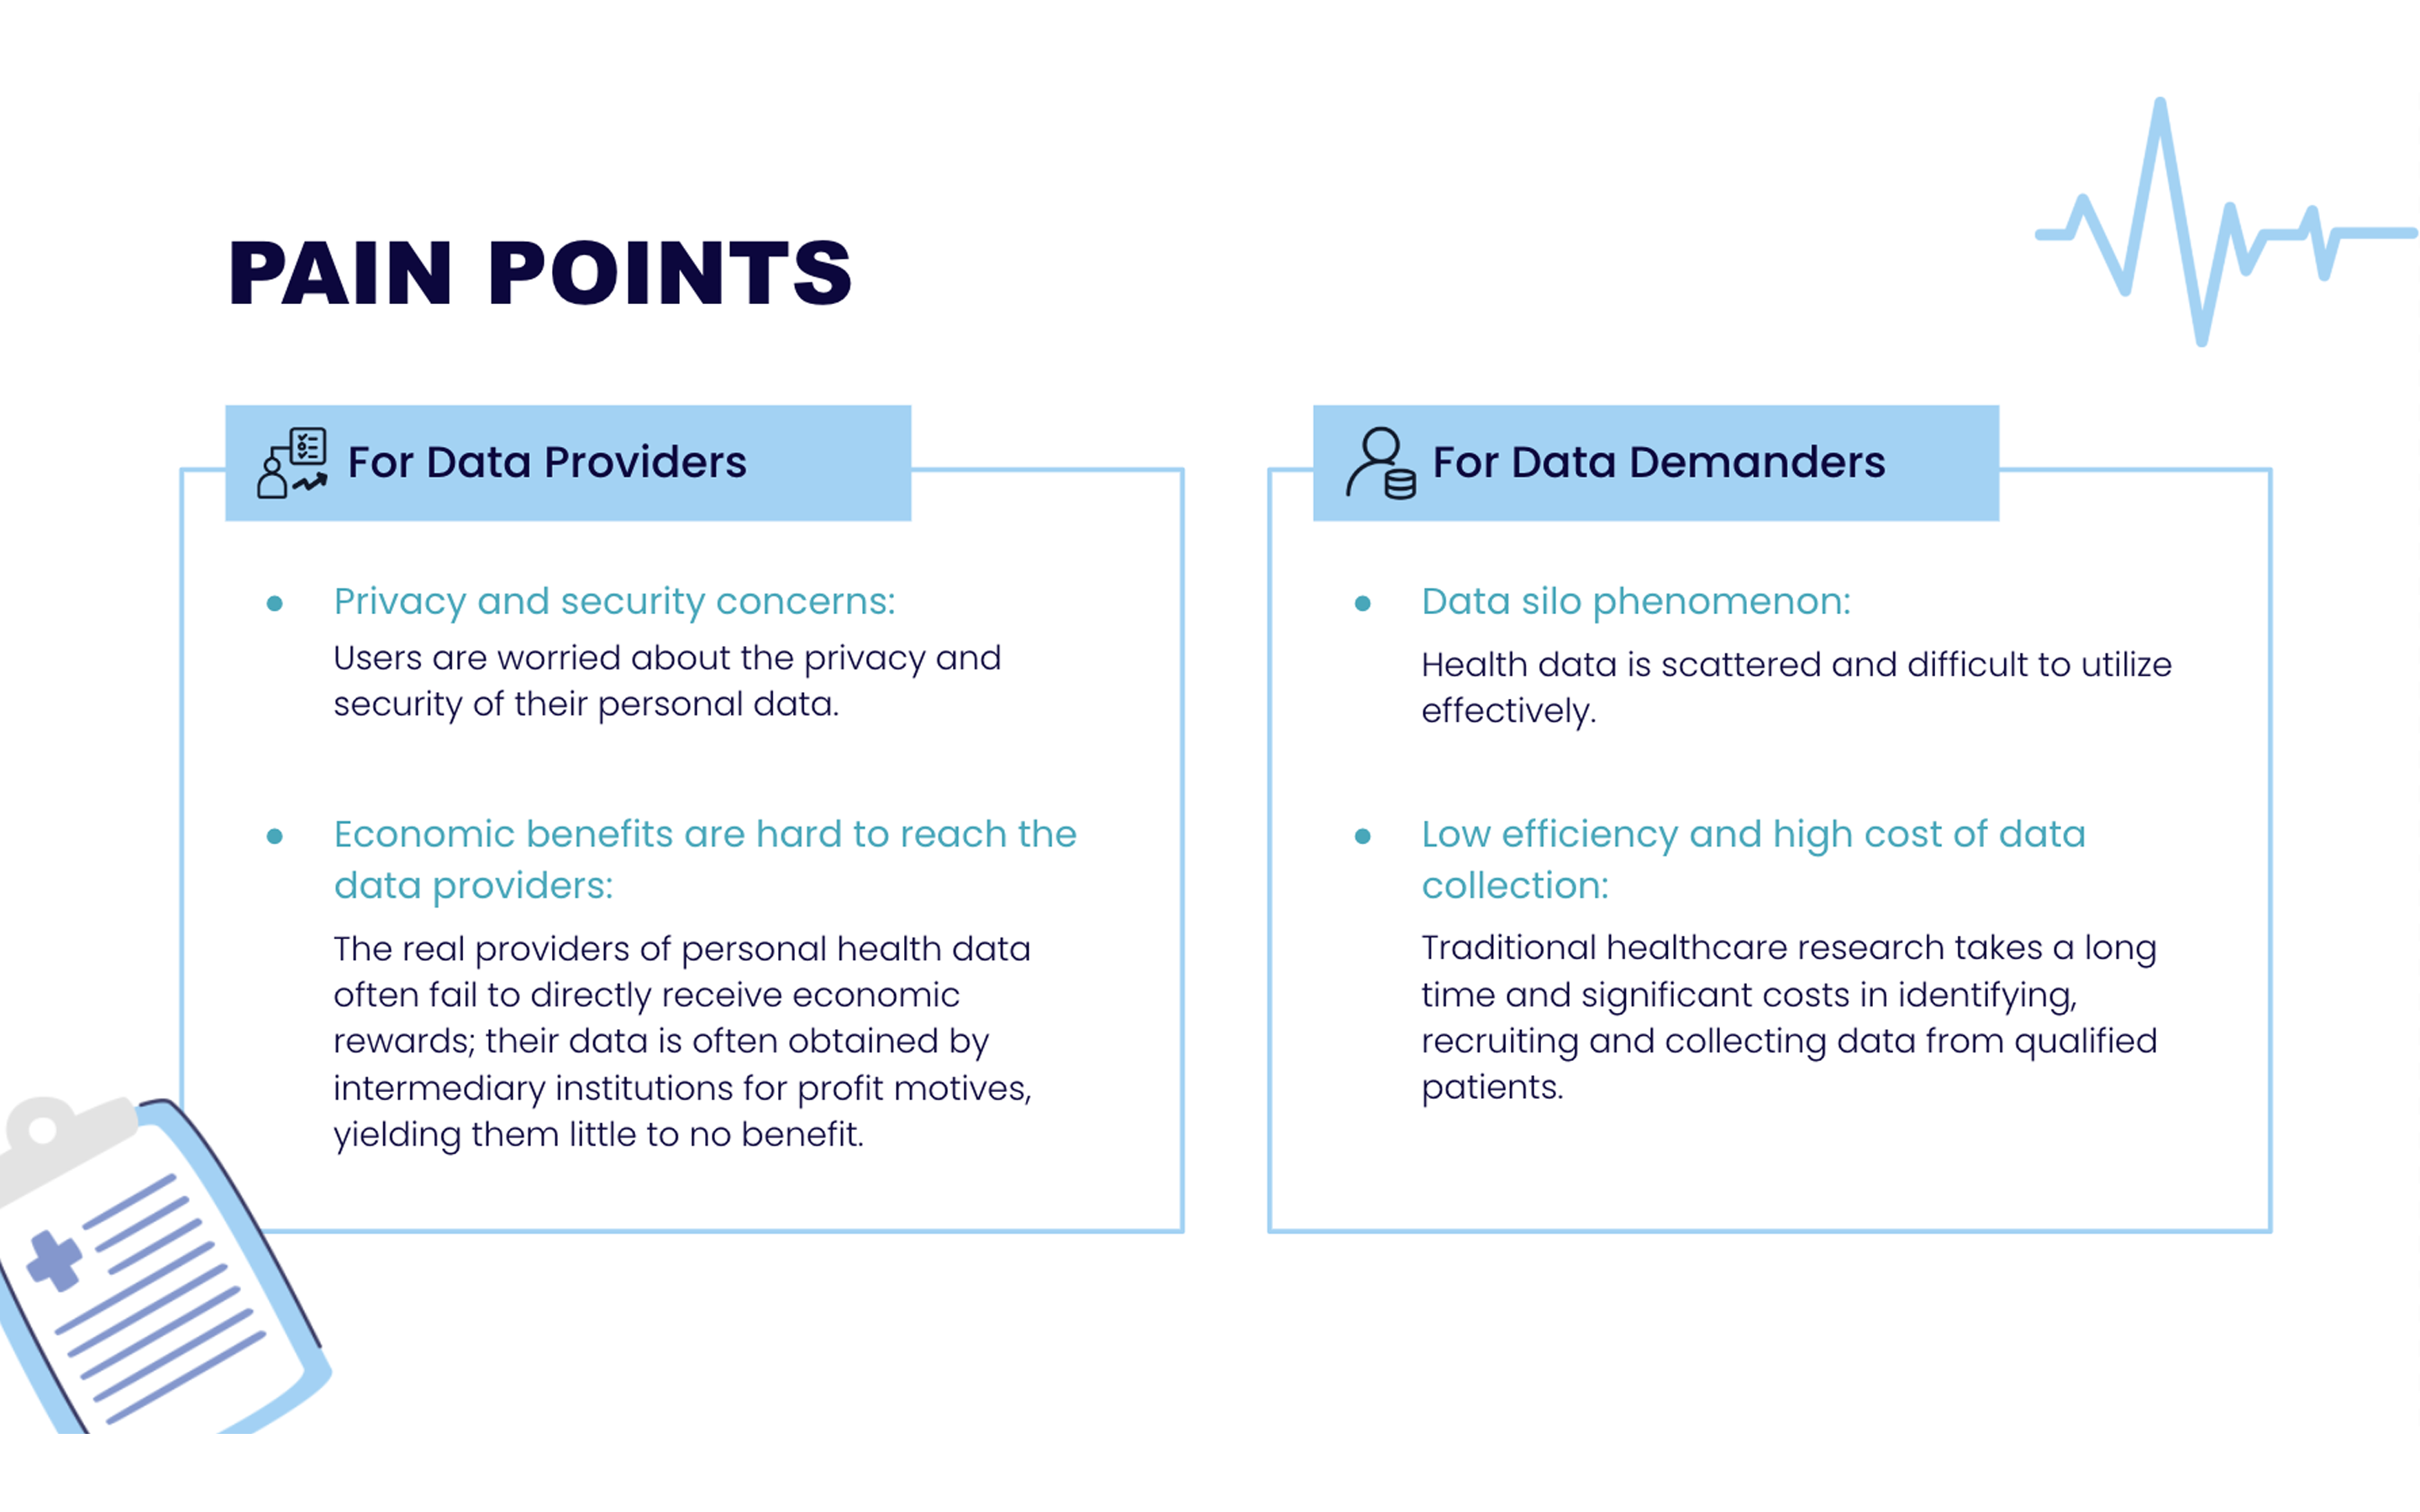 PAIN POINTS
For Data Providers
Privacy and security concerns:
Users are worried about the privacy and
security of their personal data.
Economic benefits are hard to reach the
data providers:
The real providers of personal health data
often fail to directly receive economic
rewards; their data is often obtained by
intermediary institutions for profit motives,
yielding them little to no benefit.
For Data Demanders
Data silo phenomenon:
Health data is scattered and difficult to utilize
effectively.
Low efficiency and high cost of data
collection:
Traditional healthcare research takes a long
time and significant costs in identifying,
recruiting and collecting data from qualified
patients.